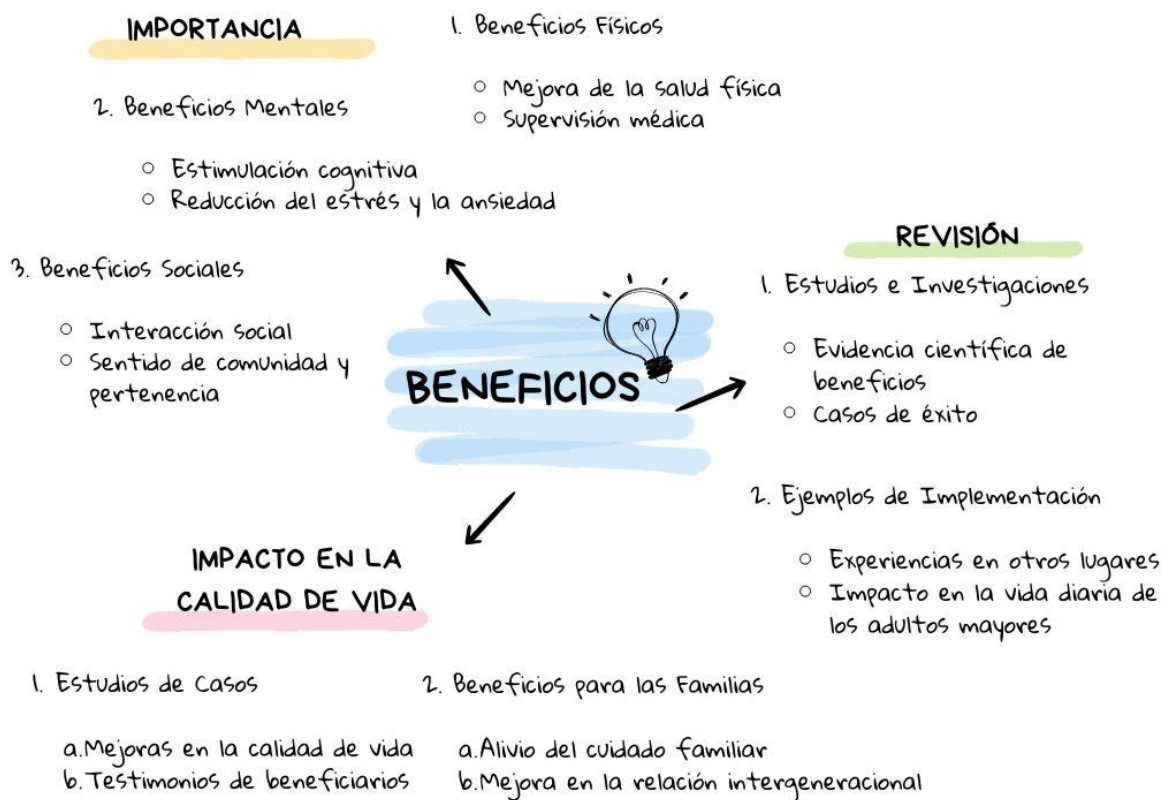 IMPORTANCIA
1. Beneficios Físicos
○ Mejora de la salud física
○ Supervisión médica
2. Beneficios Mentales
○ Estimulación cognitiva
○ Reducción del estrés y la ansiedad
3. Beneficios Sociales
○ Interacción social
○ Sentido de comunidad y
pertenencia
BENEFICIOS
REVISIÓN
1. Estudios e Investigaciones
○ Evidencia científica de
beneficios
○ Casos de éxito
2. Ejemplos de Implementación
○ Experiencias en otros lugares
○ Impacto en la vida diaria de
los adultos mayores
IMPACTO EN LA
CALIDAD DE VIDA
1. Estudios de Casos
a.Mejoras en la calidad de vida
b.Testimonios de beneficiarios
2. Beneficios para las Familias
a.Alivio del cuidado familiar
b.Mejora en la relación intergeneracional